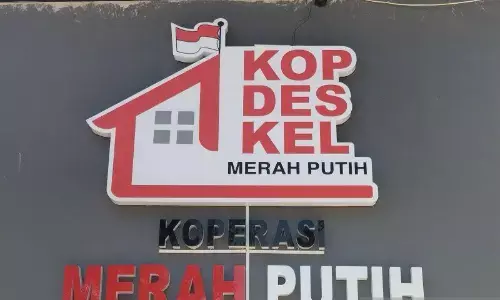 KOP
DES
KEL
MERAH PUTIH
KOPERASI
MERAH PUTIH